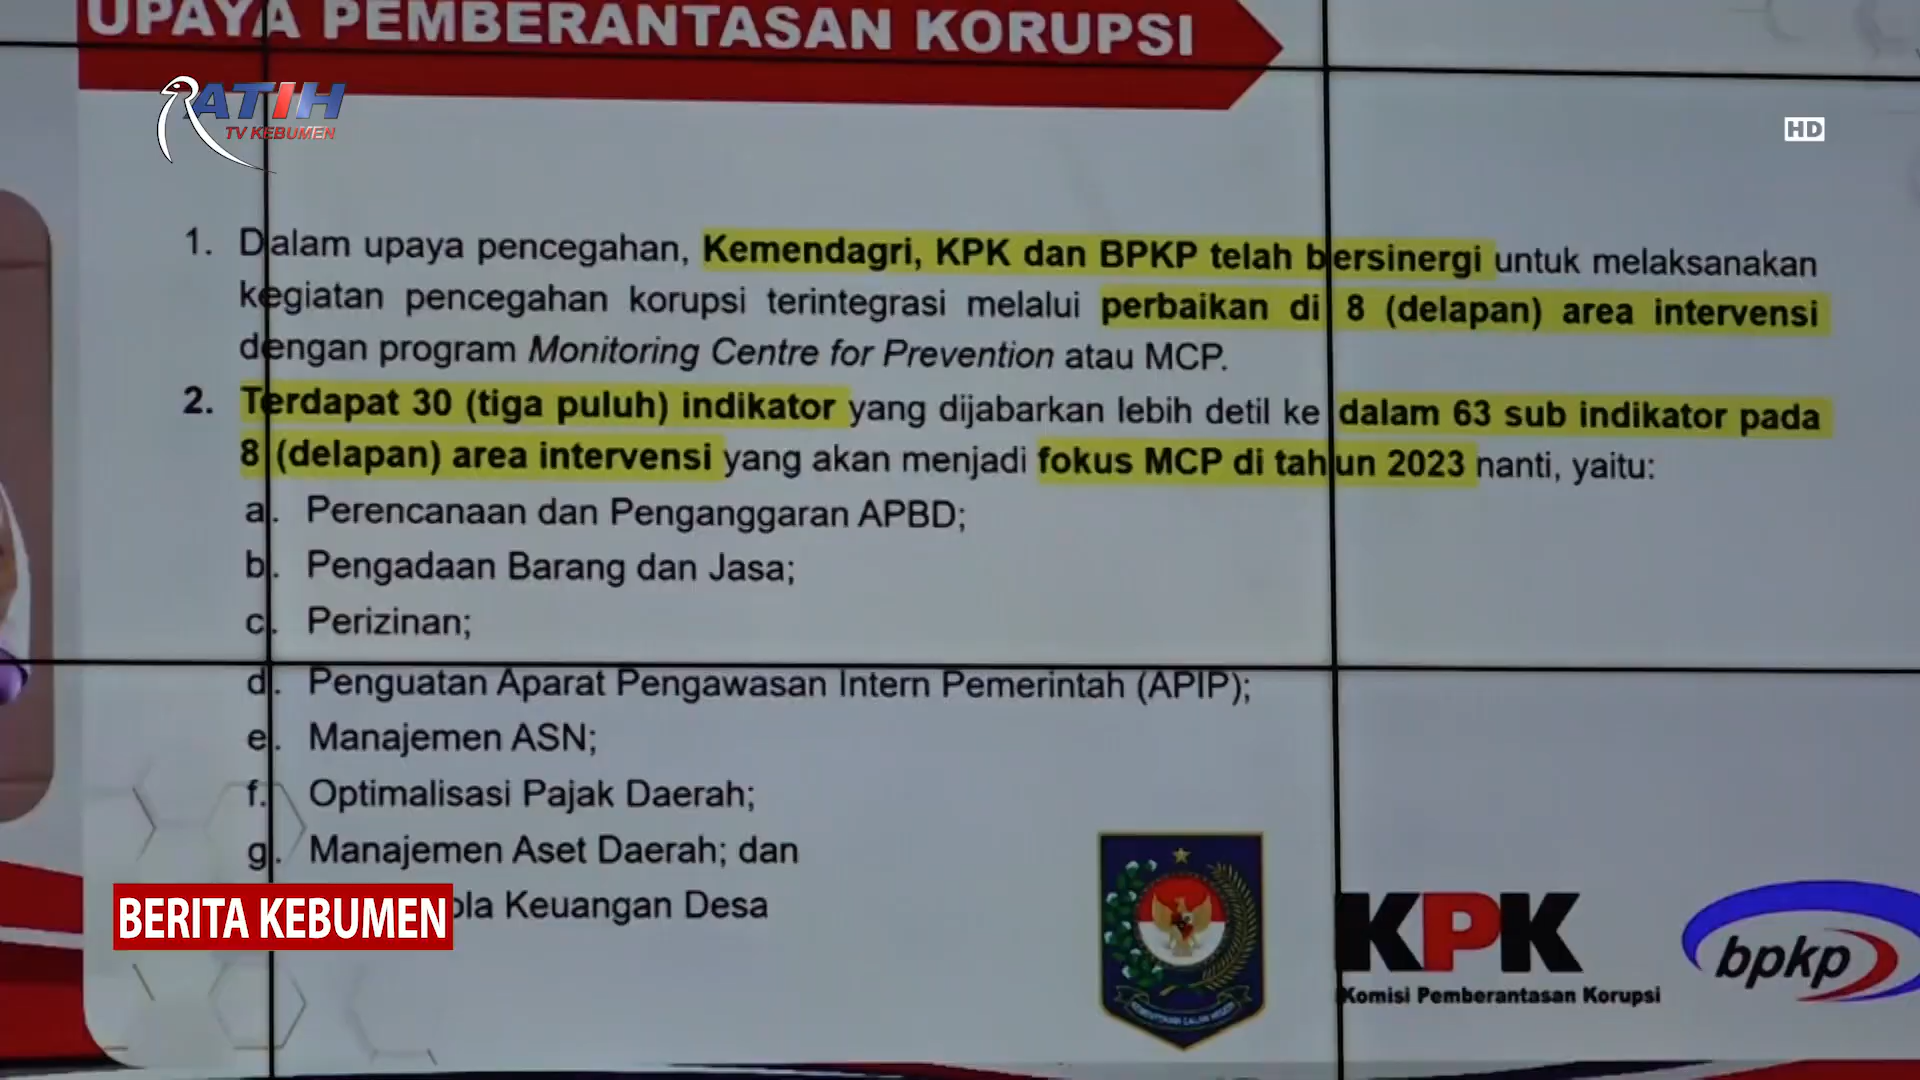 UPAYA PEMBERANTASAN KORUPSI
RATIH
TV KEBUMEN
HD
1. Dalam upaya pencegahan, Kemendagri, KPK dan BPKP telah bersinergi untuk melaksanakan
kegiatan pencegahan korupsi terintegrasi melalui perbaikan di 8 (delapan) area intervensi
dengan program Monitoring Centre for Prevention atau MCP.
2. Terdapat 30 (tiga puluh) indikator yang dijabarkan lebih detil ke dalam 63 sub indikator pada
8 (delapan) area intervensi yang akan menjadi fokus MCP di tahun 2023 nanti, yaitu:
a. Perencanaan dan Penganggaran APBD;
b. Pengadaan Barang dan Jasa;
c. Perizinan;
d. Penguatan Aparat Pengawasan Intern Pemerintah (APIP);
e. Manajemen ASN;
f. Optimalisasi Pajak Daerah;
g. Manajemen Aset Daerah; dan
Keuangan Desa
BERITA KEBUMEN
KPK
Komisi Pemberantasan Korupsi
bpkp